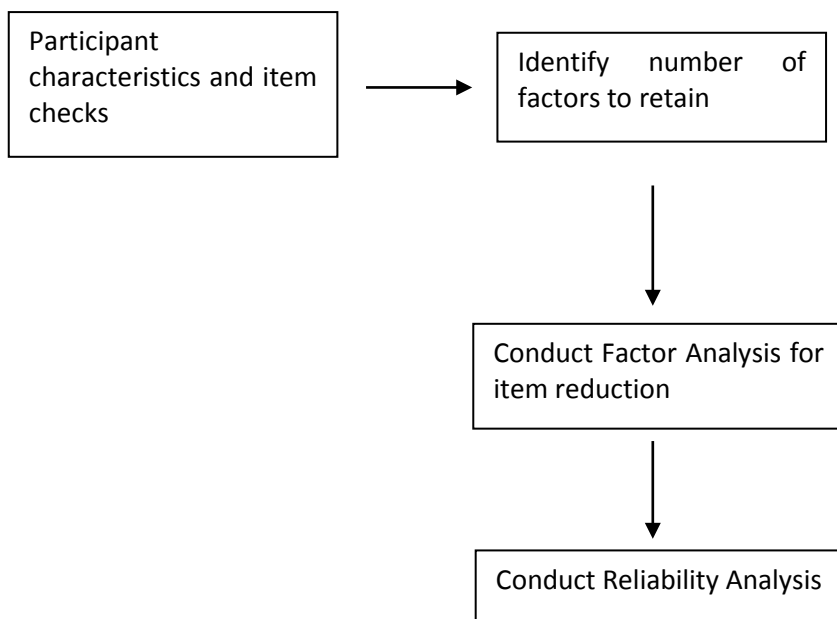 Participant
characteristics and item
checks
Identify number of
factors to retain
Conduct Factor Analysis for
item reduction
Conduct Reliability Analysis